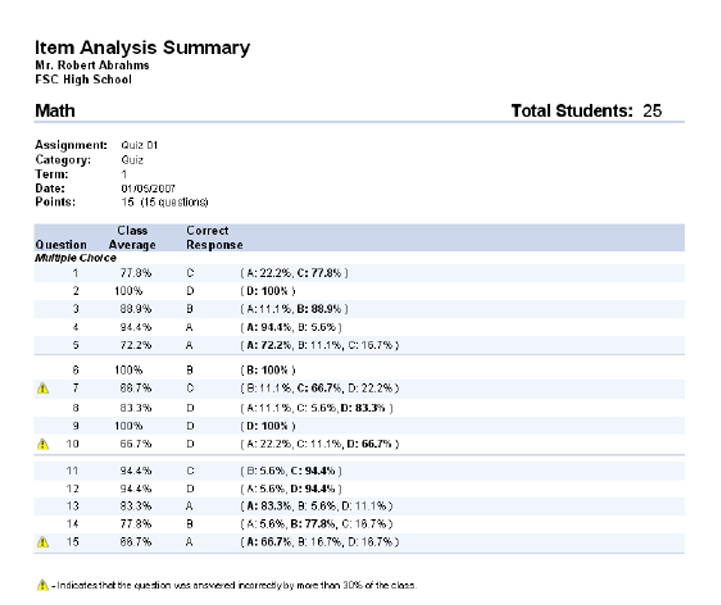 Item Analysis Summary
Mr. Robert Abrahms
FSC High School
Math Total Students: 25
Assignment: Quiz 01
Category: Quiz
Term: 1
Date: 01/05/2007
Points: 15 (15 questions)
Class Correct
Question Average Response
Multiple Choice
1 77.8% C ( A: 22.2%, C: 77.8% )
2 100% D ( D: 100% )
3 88.9% B ( A: 11.1%, B: 88.9% )
4 94.4% A ( A: 94.4%, B: 5.6% )
5 72.2% A ( A: 72.2%, B: 11.1%, C: 16.7% )
6 100% B ( B: 100% )
7 66.7% C ( B: 11.1%, C: 66.7%, D: 22.2% )
8 83.3% D ( A: 11.1%, C: 5.6%, D: 83.3% )
9 100% D ( D: 100% )
10 66.7% D ( A: 22.2%, C: 11.1%, D: 66.7% )
11 94.4% C ( B: 5.6%, C: 94.4% )
12 94.4% D ( A: 5.6%, D: 94.4% )
13 83.3% A ( A: 83.3%, B: 5.6%, D: 11.1% )
14 77.8% B ( A: 5.6%, B: 77.8%, C: 16.7% )
15 66.7% A ( A: 66.7%, B: 16.7%, D: 16.7% )
- Indicates that the question was answered incorrectly by more than 30% of the class.